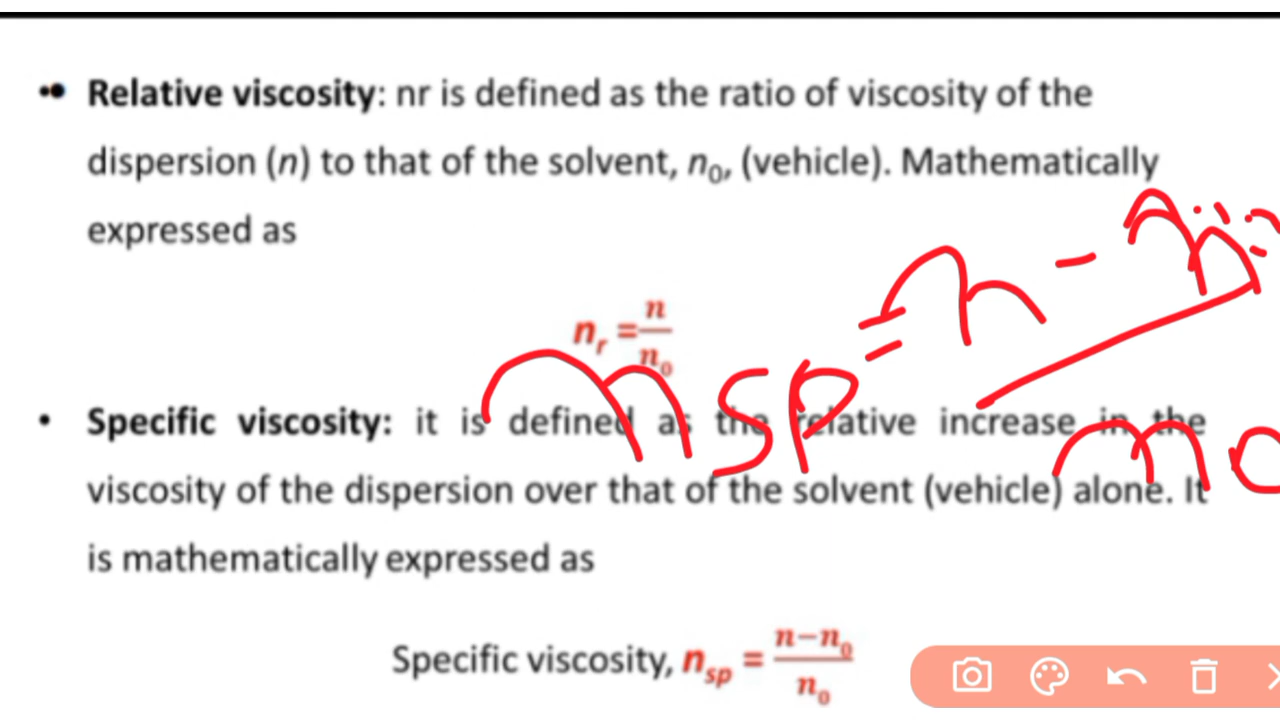 •• Relative viscosity: nr is defined as the ratio of viscosity of the
dispersion (n) to that of the solvent, n₀, (vehicle). Mathematically
expressed as
nᵣ = n/n₀
nsp = n -
no
• Specific viscosity: it is defined as the relative increase in the
viscosity of the dispersion over that of the solvent (vehicle) alone. It
is mathematically expressed as
Specific viscosity, nsp = n−n₀/n₀